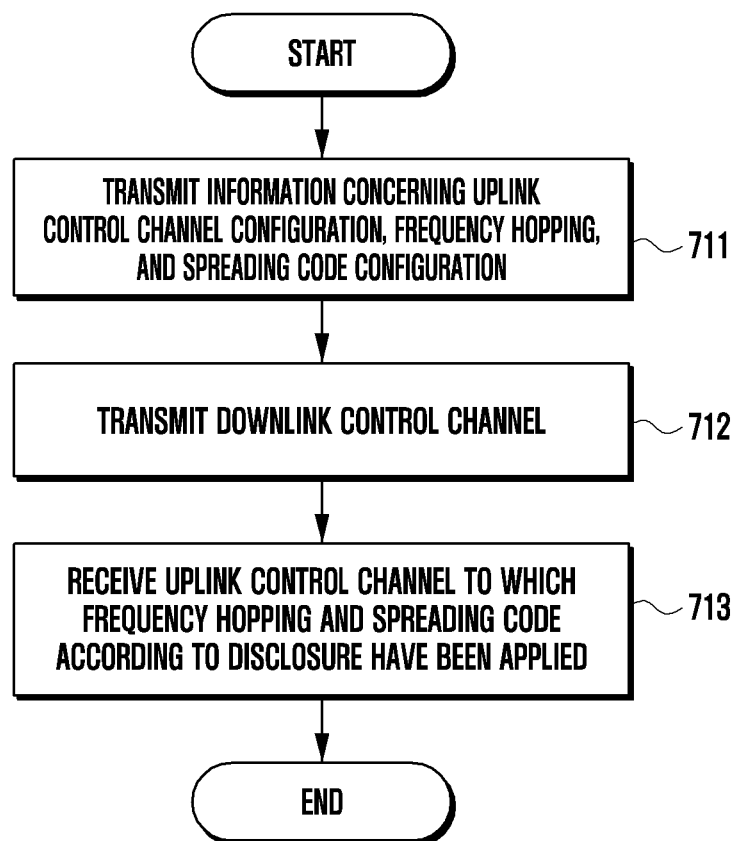 START
TRANSMIT INFORMATION CONCERNING UPLINK
CONTROL CHANNEL CONFIGURATION, FREQUENCY HOPPING,
AND SPREADING CODE CONFIGURATION
711
TRANSMIT DOWNLINK CONTROL CHANNEL
712
RECEIVE UPLINK CONTROL CHANNEL TO WHICH
FREQUENCY HOPPING AND SPREADING CODE
ACCORDING TO DISCLOSURE HAVE BEEN APPLIED
713
END